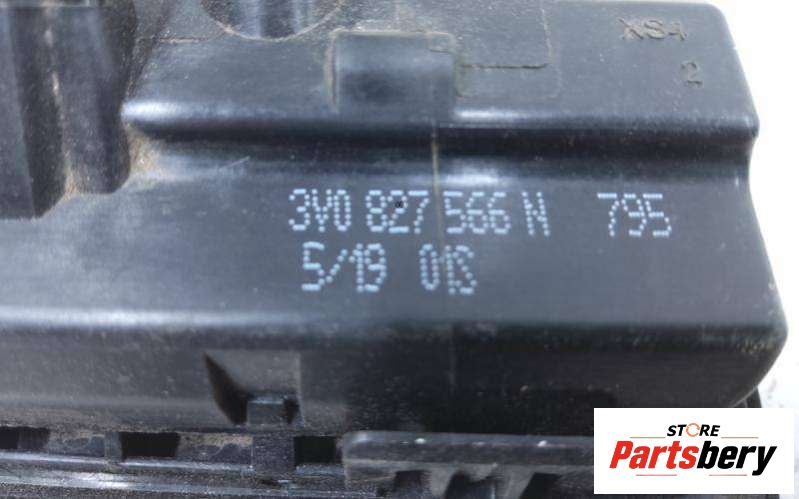 XS4
2
3V0 827 566 N 795
5/19 01S
STORE
Partsbery